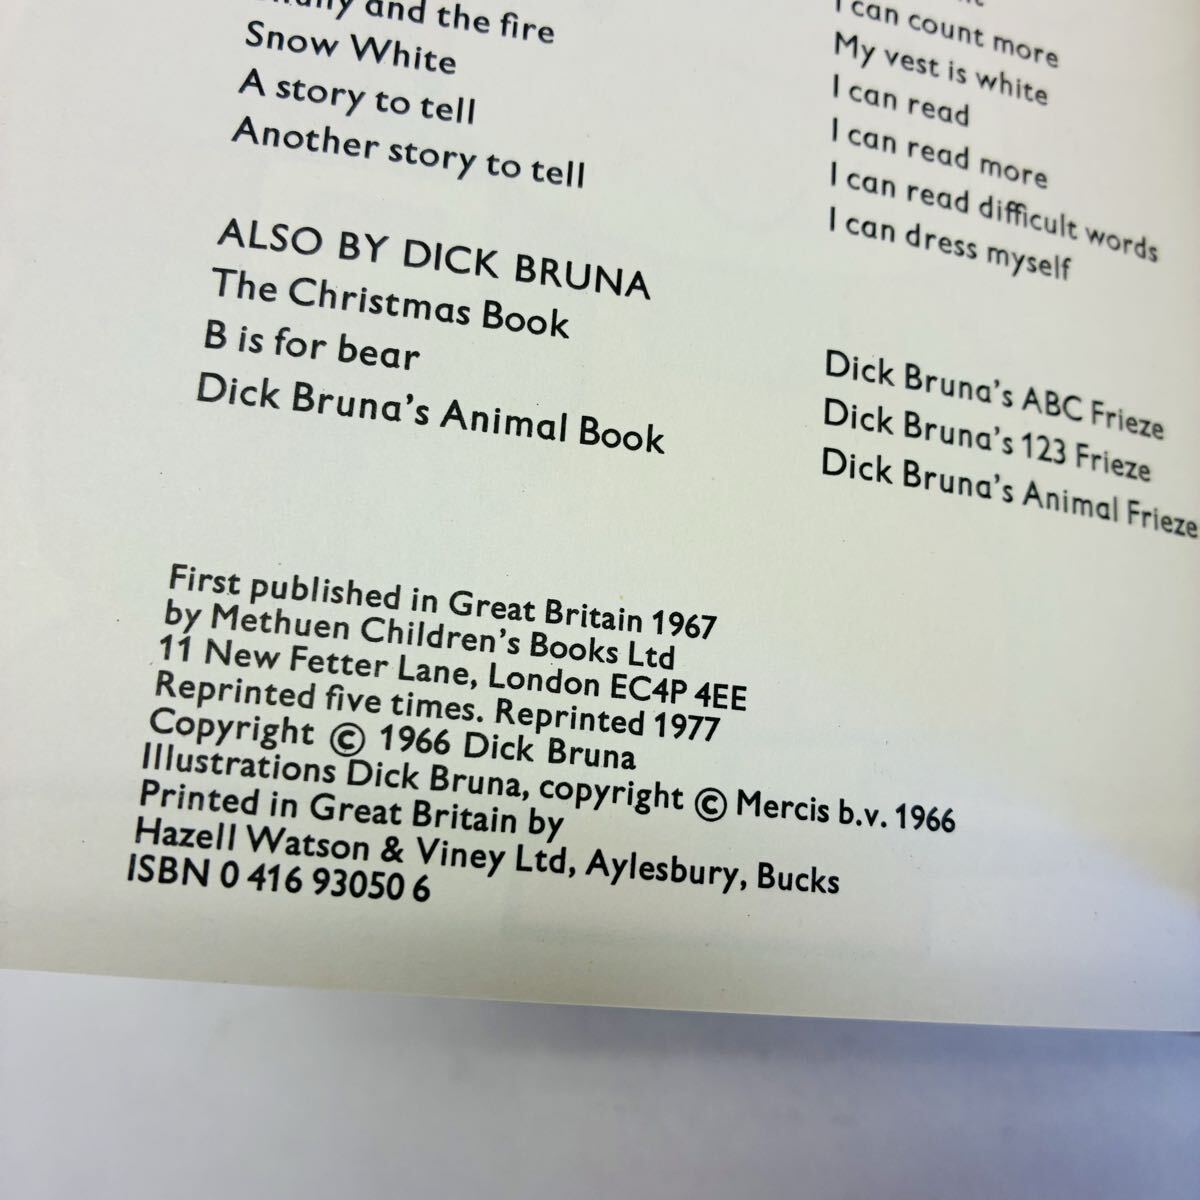 and the fire
Snow White
A story to tell
Another story to tell
I can count more
My vest is white
I can read
I can read more
I can read difficult words
I can dress myself
ALSO BY DICK BRUNA
The Christmas Book
B is for bear
Dick Bruna's Animal Book
Dick Bruna's ABC Frieze
Dick Bruna's 123 Frieze
Dick Bruna's Animal Frieze
First published in Great Britain 1967
by Methuen Children's Books Ltd
11 New Fetter Lane, London EC4P 4EE
Reprinted five times. Reprinted 1977
Copyright © 1966 Dick Bruna
Illustrations Dick Bruna, copyright © Mercis b.v. 1966
Printed in Great Britain by
Hazell Watson & Viney Ltd, Aylesbury, Bucks
ISBN 0 416 93050 6